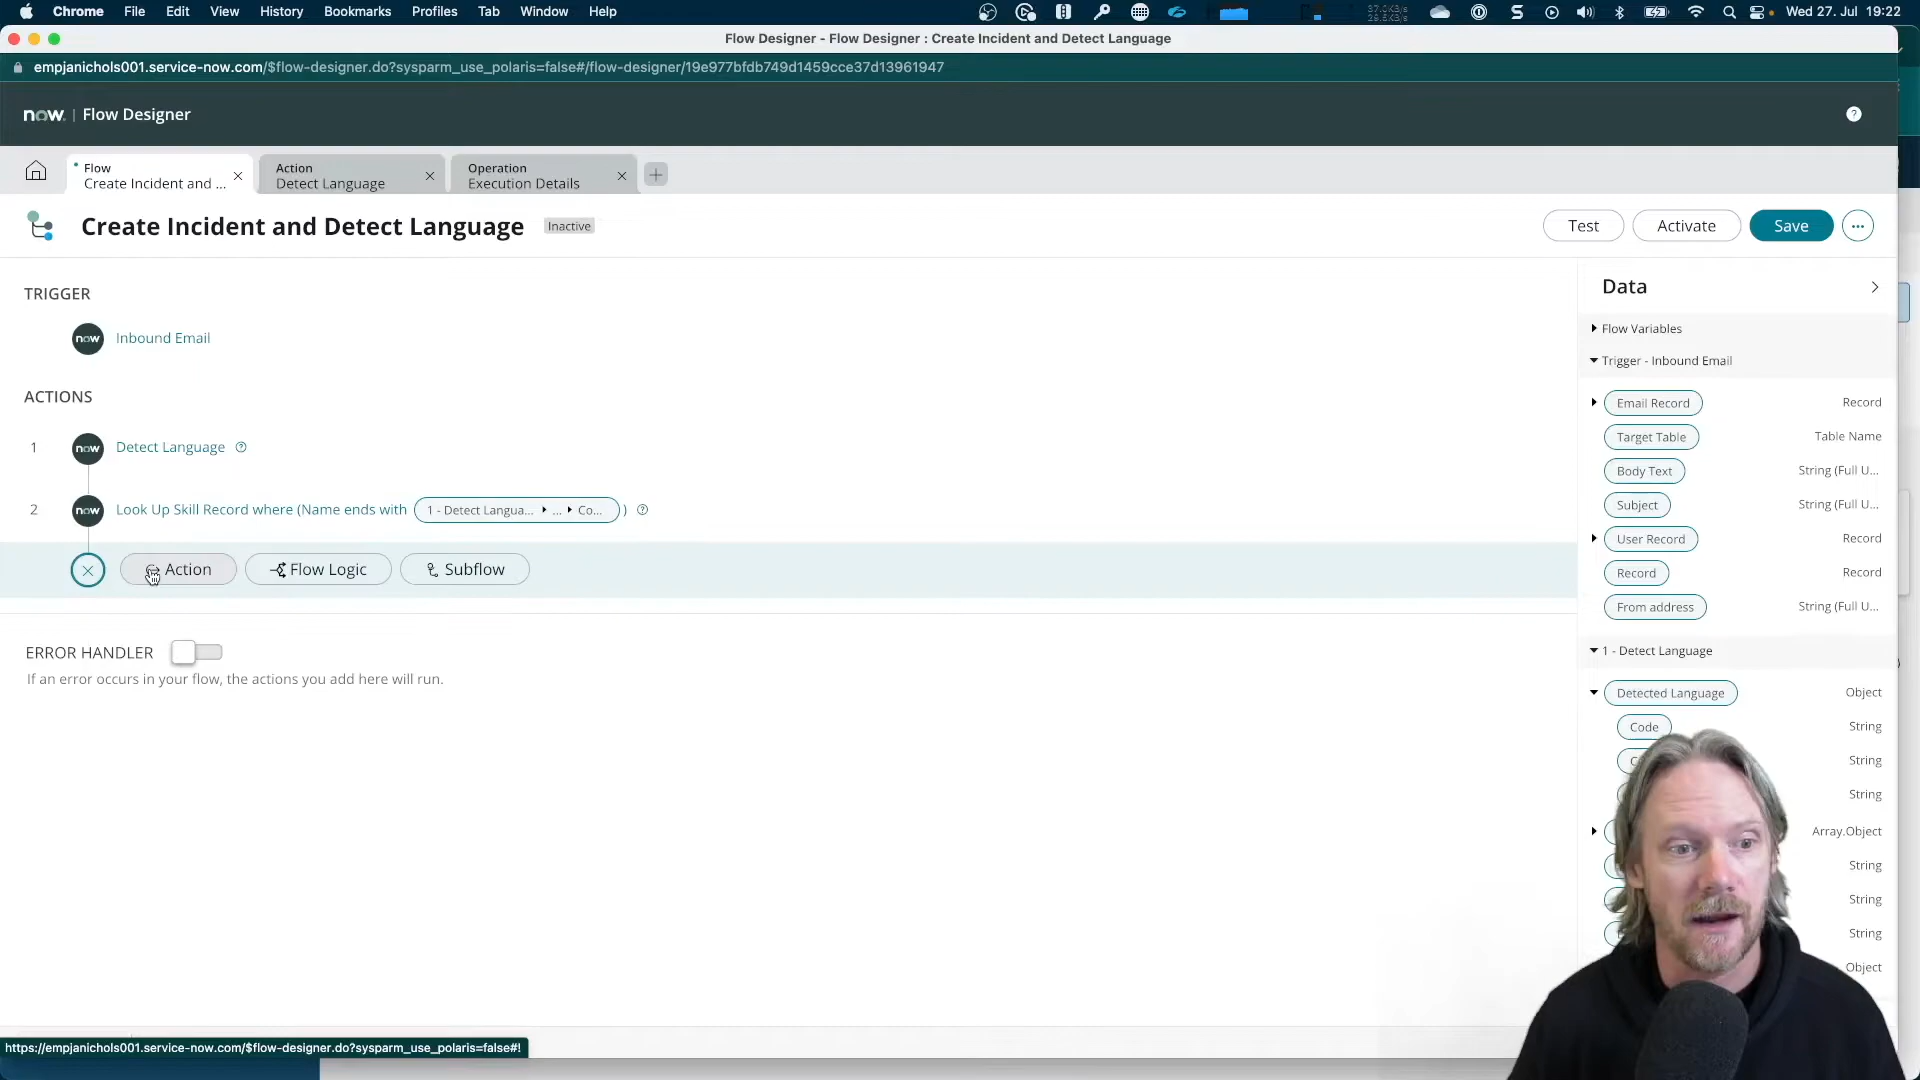 Chrome File Edit View History Bookmarks Profiles Tab Window Help
37.0KB/s
29.5KB/s
Wed 27. Jul 19:22
Flow Designer - Flow Designer : Create Incident and Detect Language
empjanichols001.service-now.com/$flow-designer.do?sysparm_use_polaris=false#/flow-designer/19e977bfdb749d1459cce37d13961947
now. | Flow Designer
?
Flow
Create Incident and ...
Action
Detect Language
Operation
Execution Details
Create Incident and Detect Language
Inactive
Test
Activate
Save
TRIGGER
now
Inbound Email
ACTIONS
1
now
Detect Language
?
2
now
Look Up Skill Record where (Name ends with
1 - Detect Langua... ... Co...
)
?
Action
Flow Logic
Subflow
ERROR HANDLER
If an error occurs in your flow, the actions you add here will run.
Data
Flow Variables
Trigger - Inbound Email
Email Record Record
Target Table Table Name
Body Text String (Full U...
Subject String (Full U...
User Record Record
Record Record
From address String (Full U...
1 - Detect Language
Detected Language Object
Code String
String
String
Array.Object
String
String
String
Object
https://empjanichols001.service-now.com/$flow-designer.do?sysparm_use_polaris=false#!